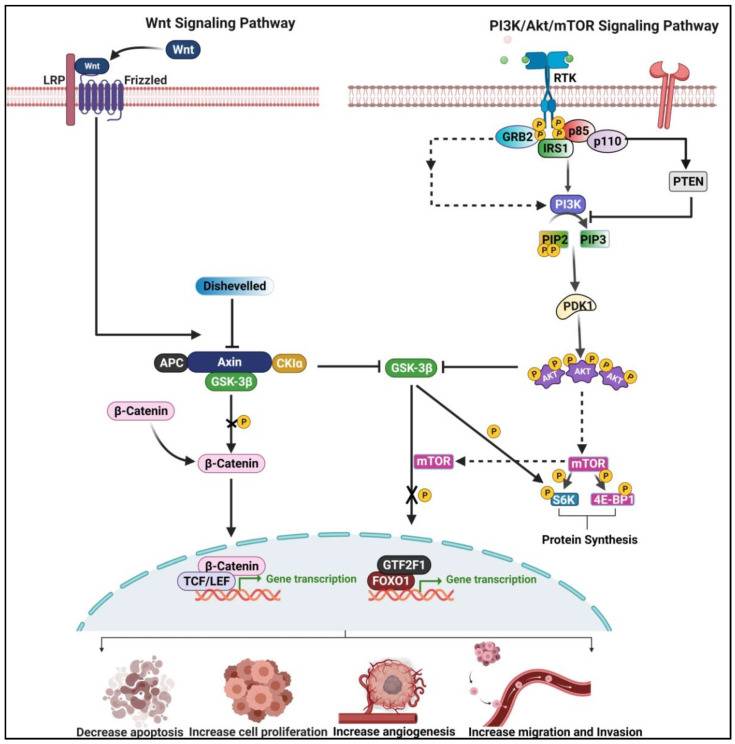 Wnt Signaling Pathway
PI3K/Akt/mTOR Signaling Pathway
Wnt
Wnt
LRP
Frizzled
RTK
P
P
P
P
GRB2
p85
IRS1
p110
PTEN
PI3K
PIP2
PIP3
P
P
PDK1
Dishevelled
APC
Axin
CKIα
GSK-3β
GSK-3β
P
P
P
P
P
P
AKT
AKT
AKT
P
β-Catenin
P
β-Catenin
mTOR
mTOR
P
P
P
P
P
S6K
4E-BP1
Protein Synthesis
β-Catenin
TCF/LEF
Gene transcription
GTF2F1
FOXO1
Gene transcription
Decrease apoptosis
Increase cell proliferation
Increase angiogenesis
Increase migration and Invasion